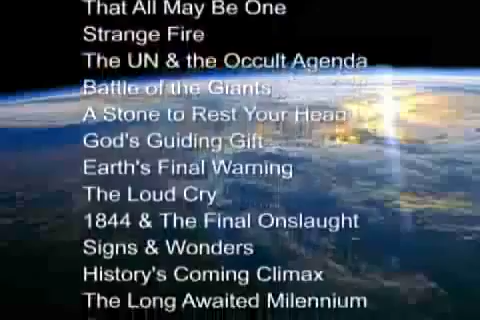 That All May Be One
Strange Fire
The UN & the Occult Agenda
Battle of the Giants
A Stone to Rest Your Head
God's Guiding Gift
Earth's Final Warning
The Loud Cry
1844 & The Final Onslaught
Signs & Wonders
History's Coming Climax
The Long Awaited Milennium